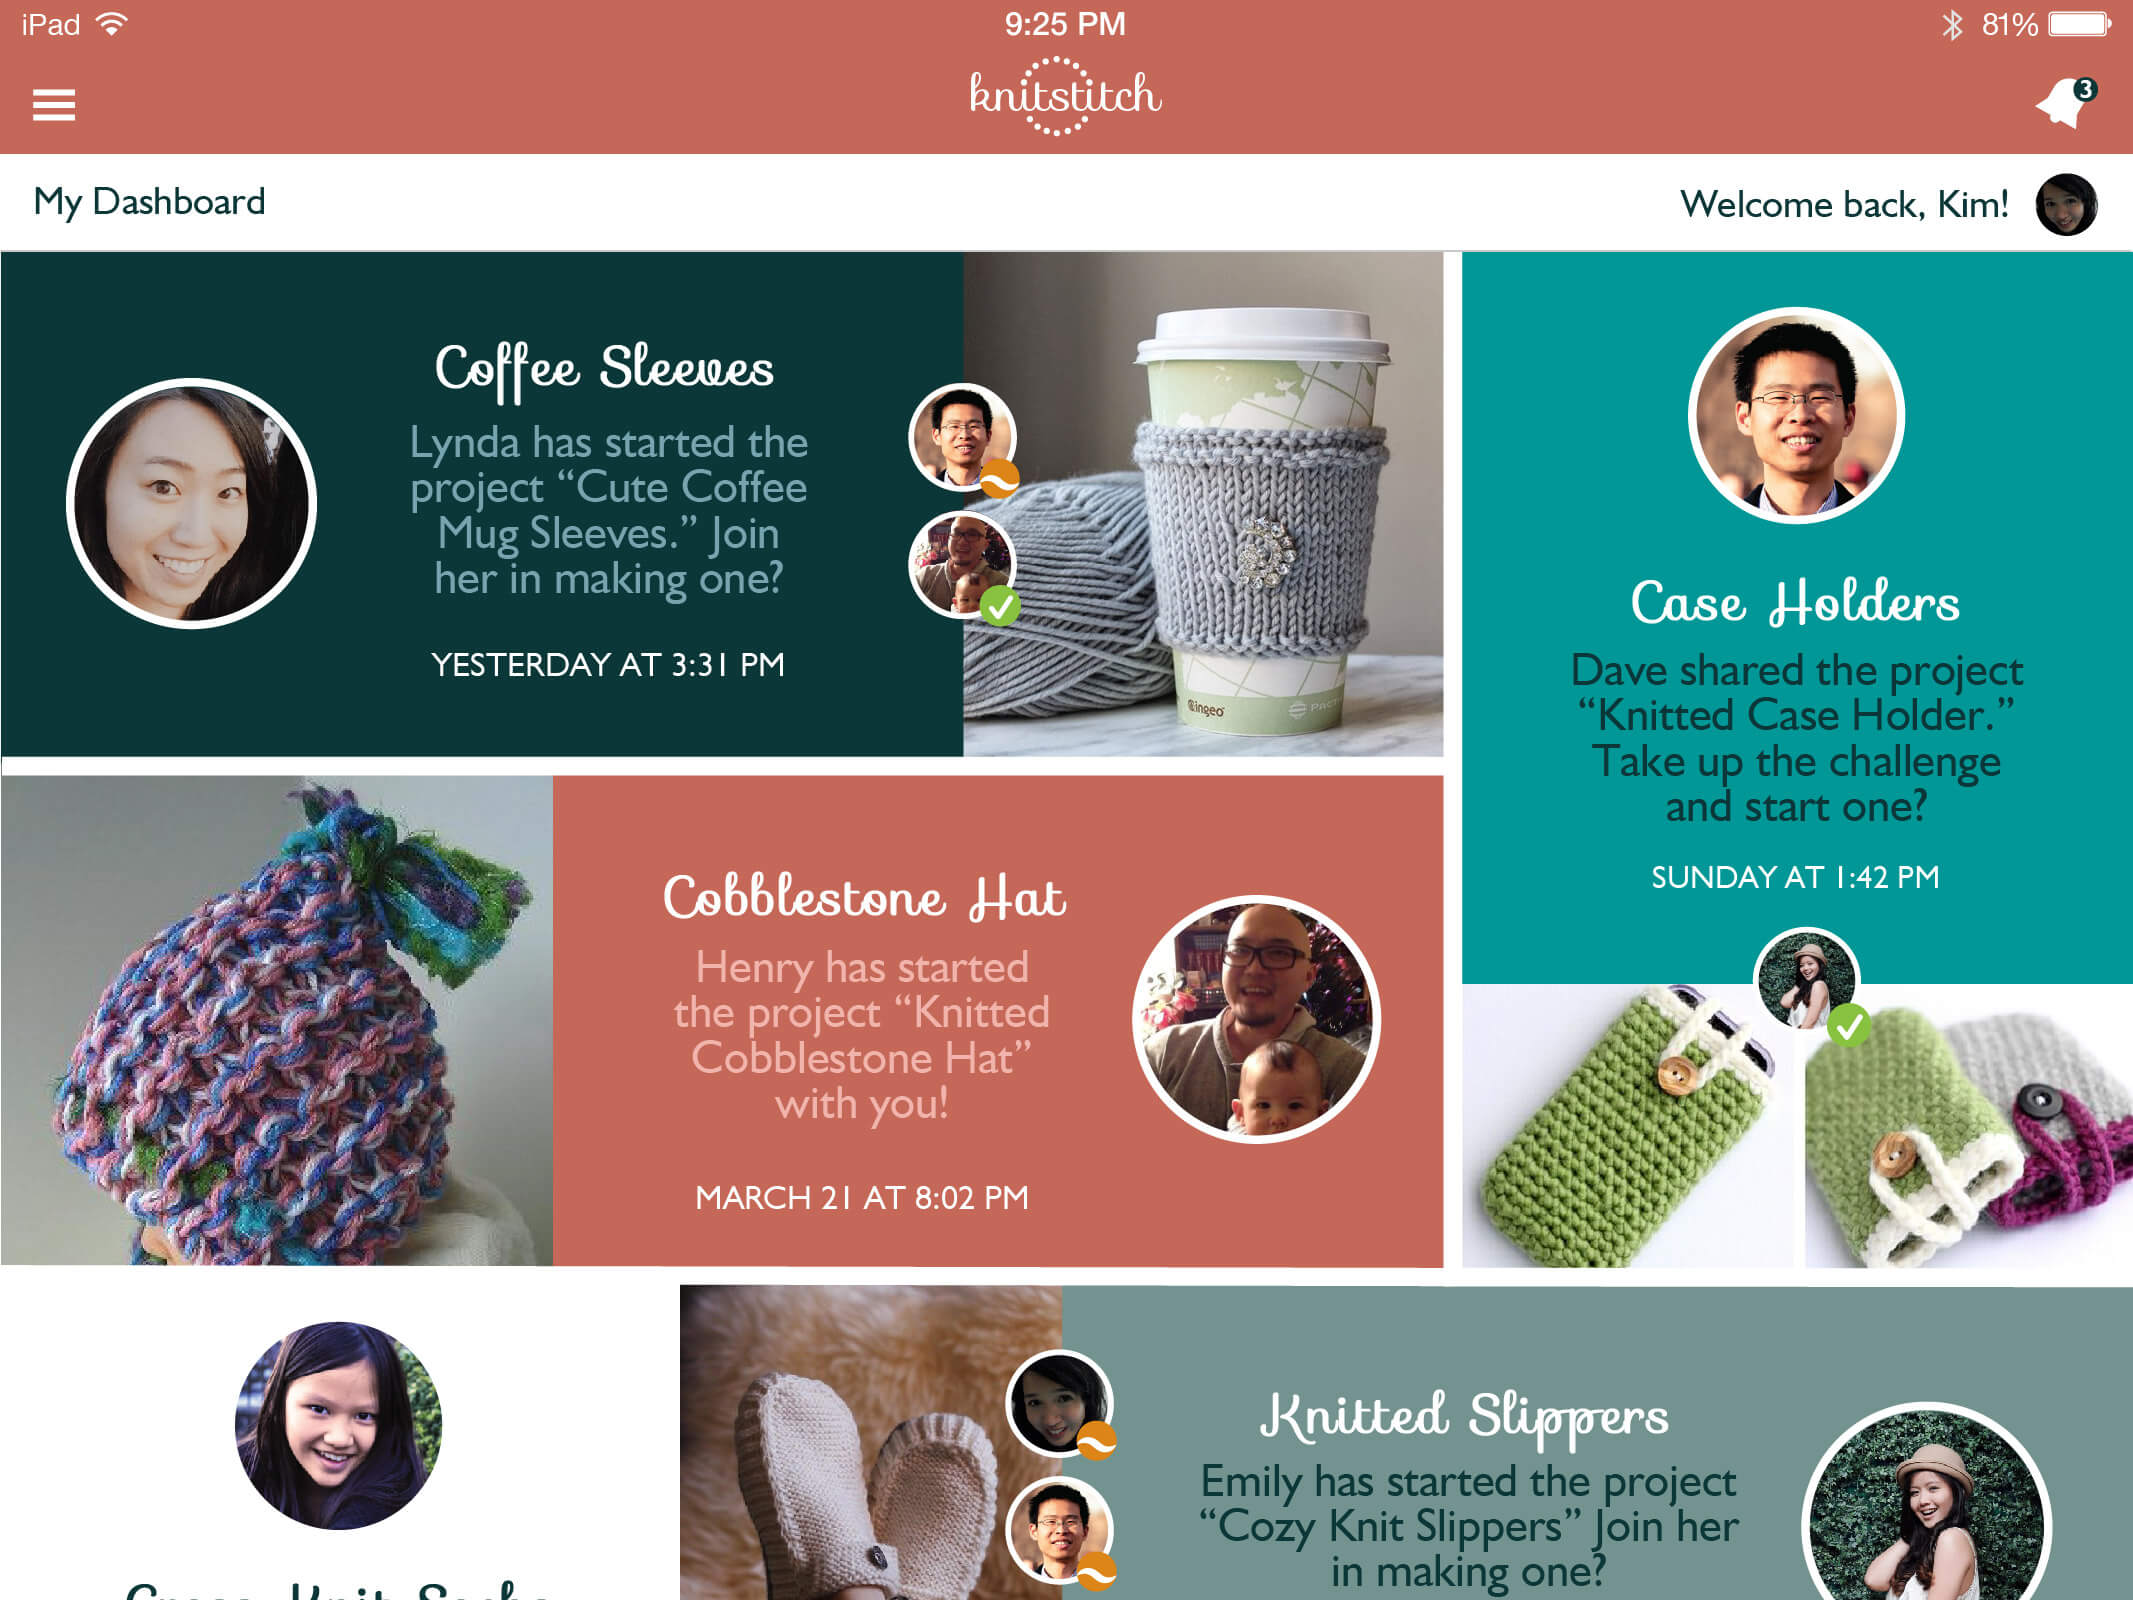 iPad
9:25 PM
81%
knitstitch
3
My Dashboard
Welcome back, Kim!
Coffee Sleeves
Lynda has started the
project “Cute Coffee
Mug Sleeves.” Join
her in making one?
YESTERDAY AT 3:31 PM
ingeo
Case Holders
Dave shared the project
“Knitted Case Holder.”
Take up the challenge
and start one?
SUNDAY AT 1:42 PM
Cobblestone Hat
Henry has started
the project “Knitted
Cobblestone Hat”
with you!
MARCH 21 AT 8:02 PM
Knitted Slippers
Emily has started the project
“Cozy Knit Slippers” Join her
in making one?
Knit Socks